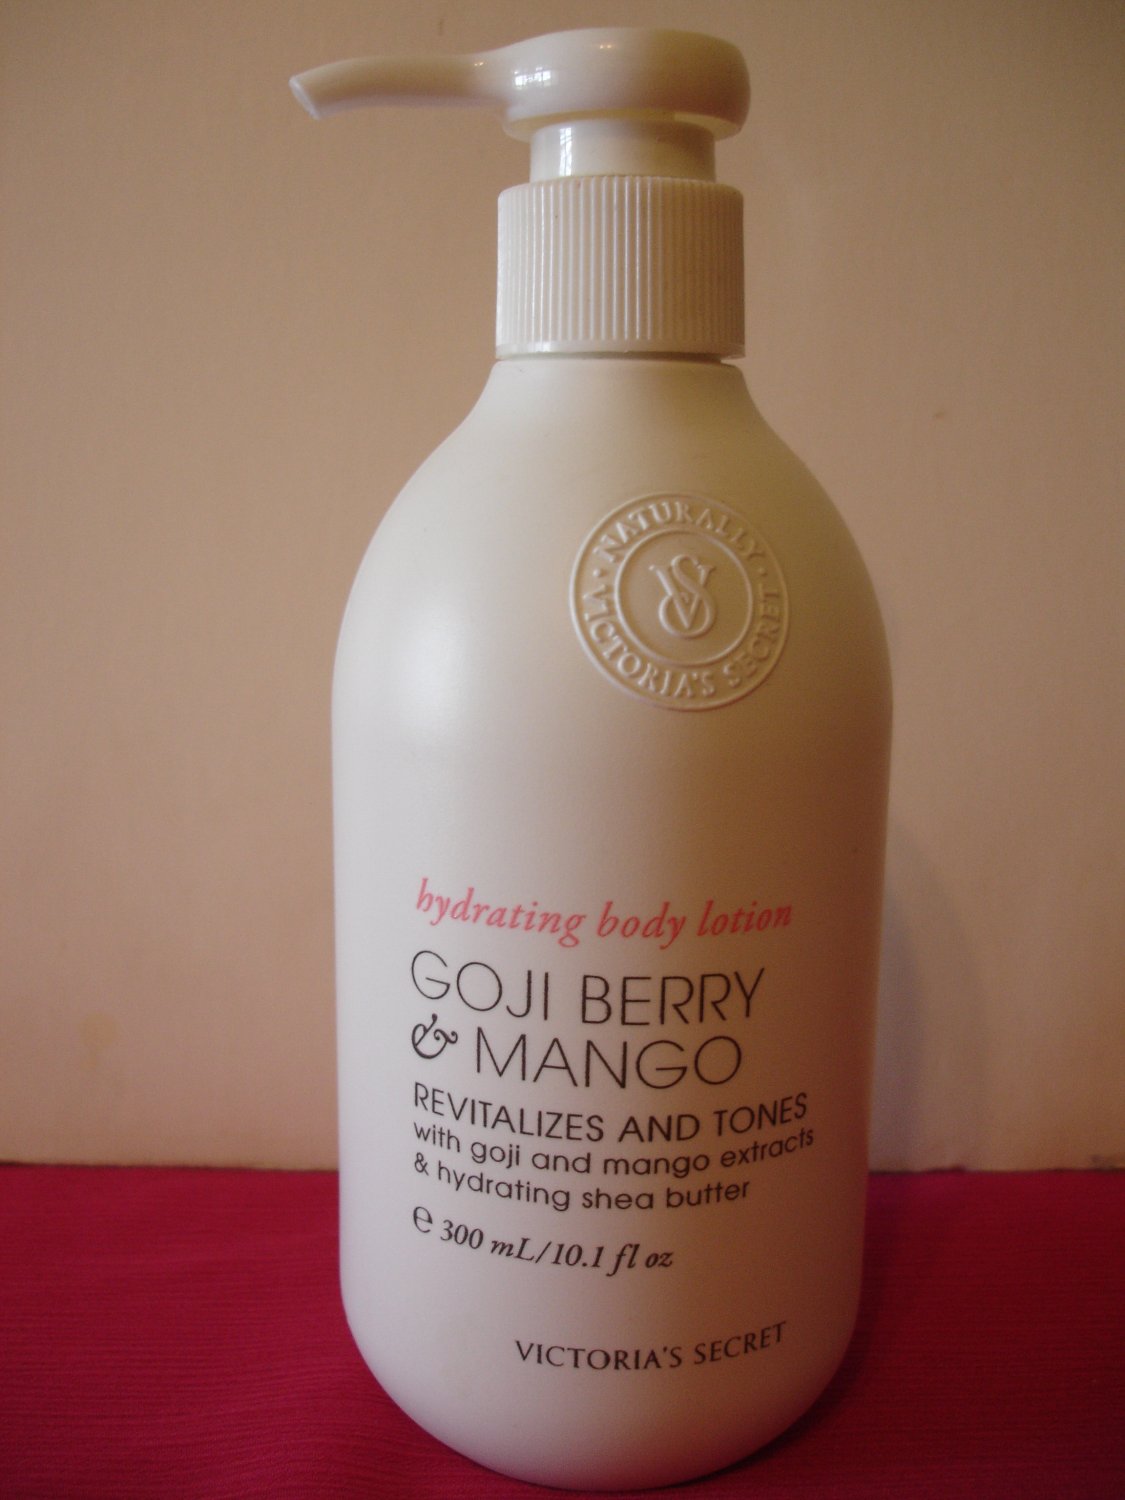 NATURALLY · VICTORIA'S SECRET ·
VS
hydrating body lotion
GOJI BERRY
& MANGO
REVITALIZES AND TONES
with goji and mango extracts
& hydrating shea butter
℮ 300 mL/10.1 fl oz
VICTORIA'S SECRET